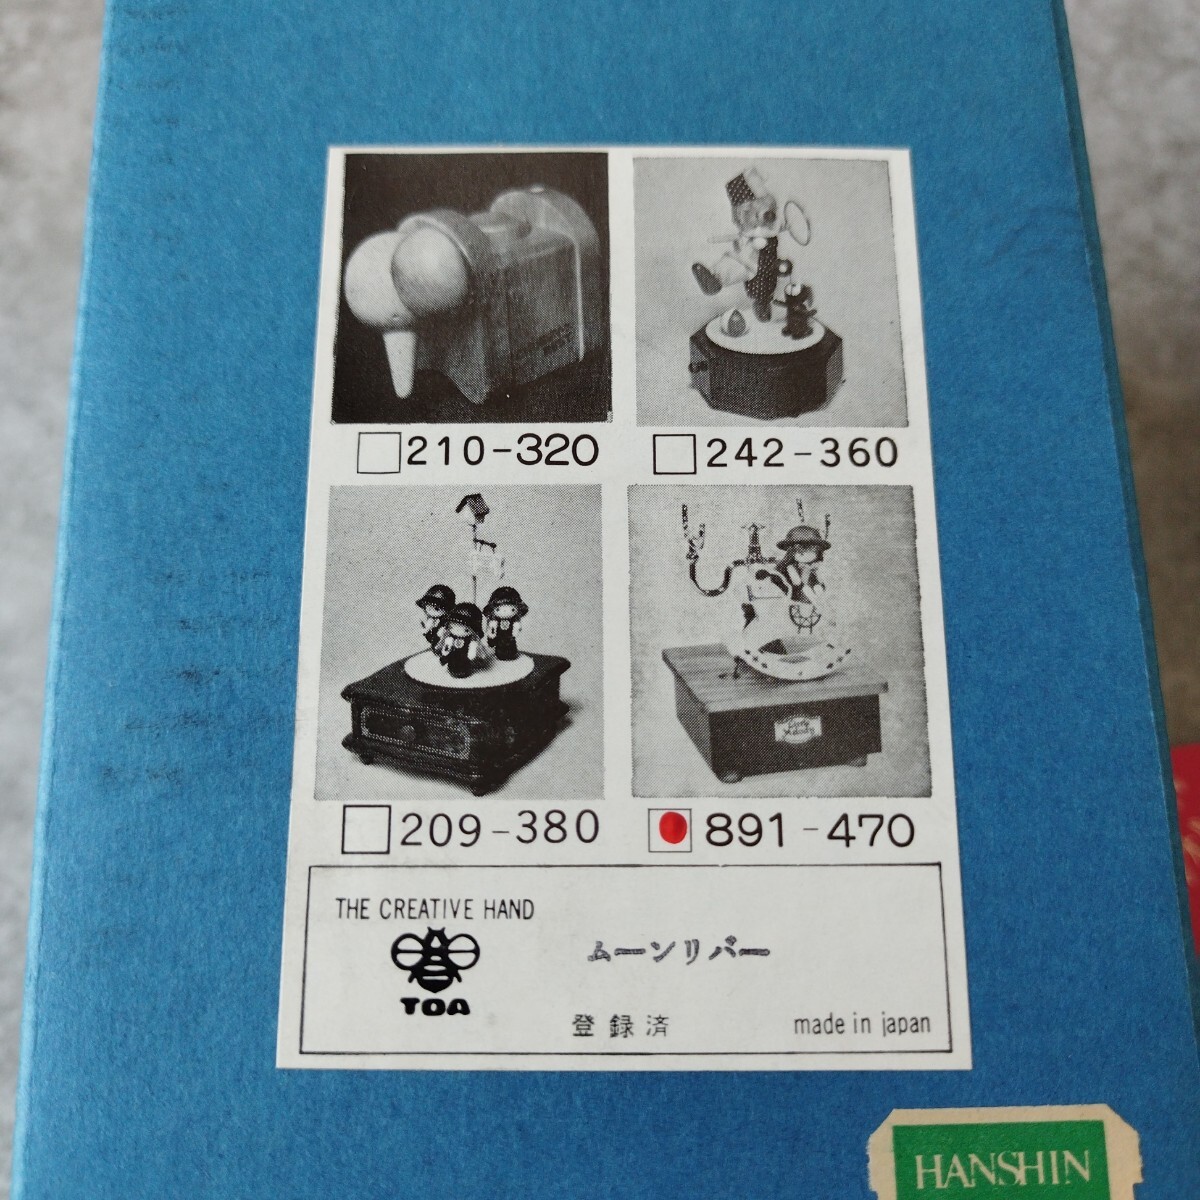 210-320
242-360
209-380
891-470
THE CREATIVE HAND
TOA
ムーンリバー
登録済
made in japan
HANSHIN